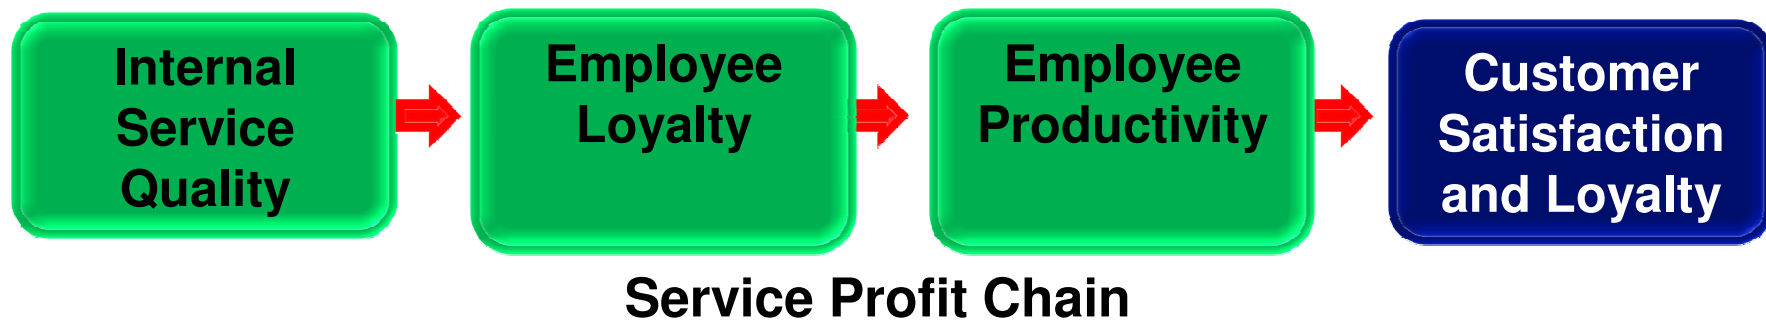 Internal
Service
Quality
Employee
Loyalty
Employee
Productivity
Customer
Satisfaction
and Loyalty
Service Profit Chain